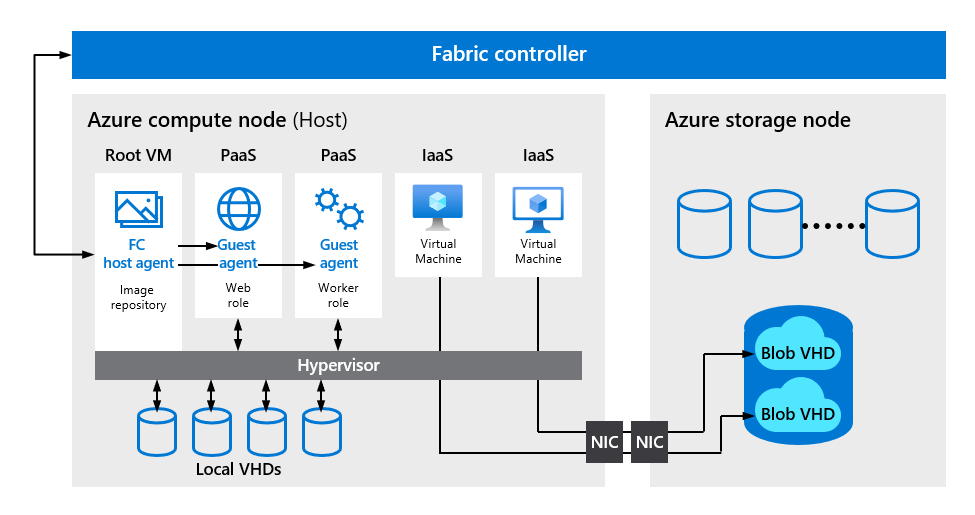 Fabric controller
Azure compute node (Host)
Azure storage node
Root VM
PaaS
PaaS
IaaS
IaaS
FC
host agent
Image
repository
Guest
agent
Web
role
Guest
agent
Worker
role
Virtual
Machine
Virtual
Machine
Hypervisor
Local VHDs
NIC
NIC
Blob VHD
Blob VHD